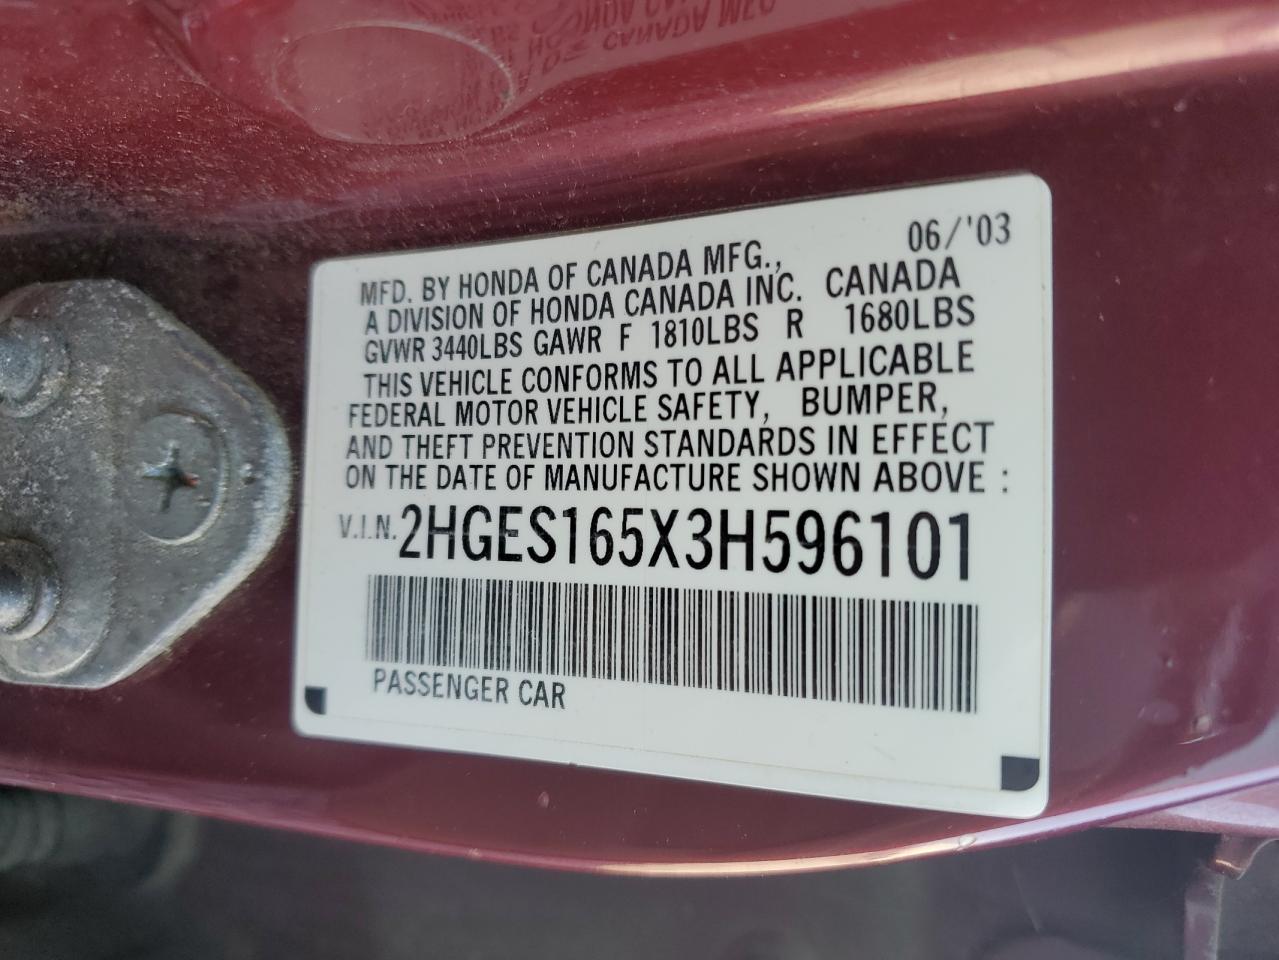 06/'03
MFD. BY HONDA OF CANADA MFG.,
A DIVISION OF HONDA CANADA INC. CANADA
GVWR 3440LBS GAWR F 1810LBS R 1680LBS
THIS VEHICLE CONFORMS TO ALL APPLICABLE
FEDERAL MOTOR VEHICLE SAFETY, BUMPER,
AND THEFT PREVENTION STANDARDS IN EFFECT
ON THE DATE OF MANUFACTURE SHOWN ABOVE :
V.I.N. 2HGES165X3H596101
PASSENGER CAR